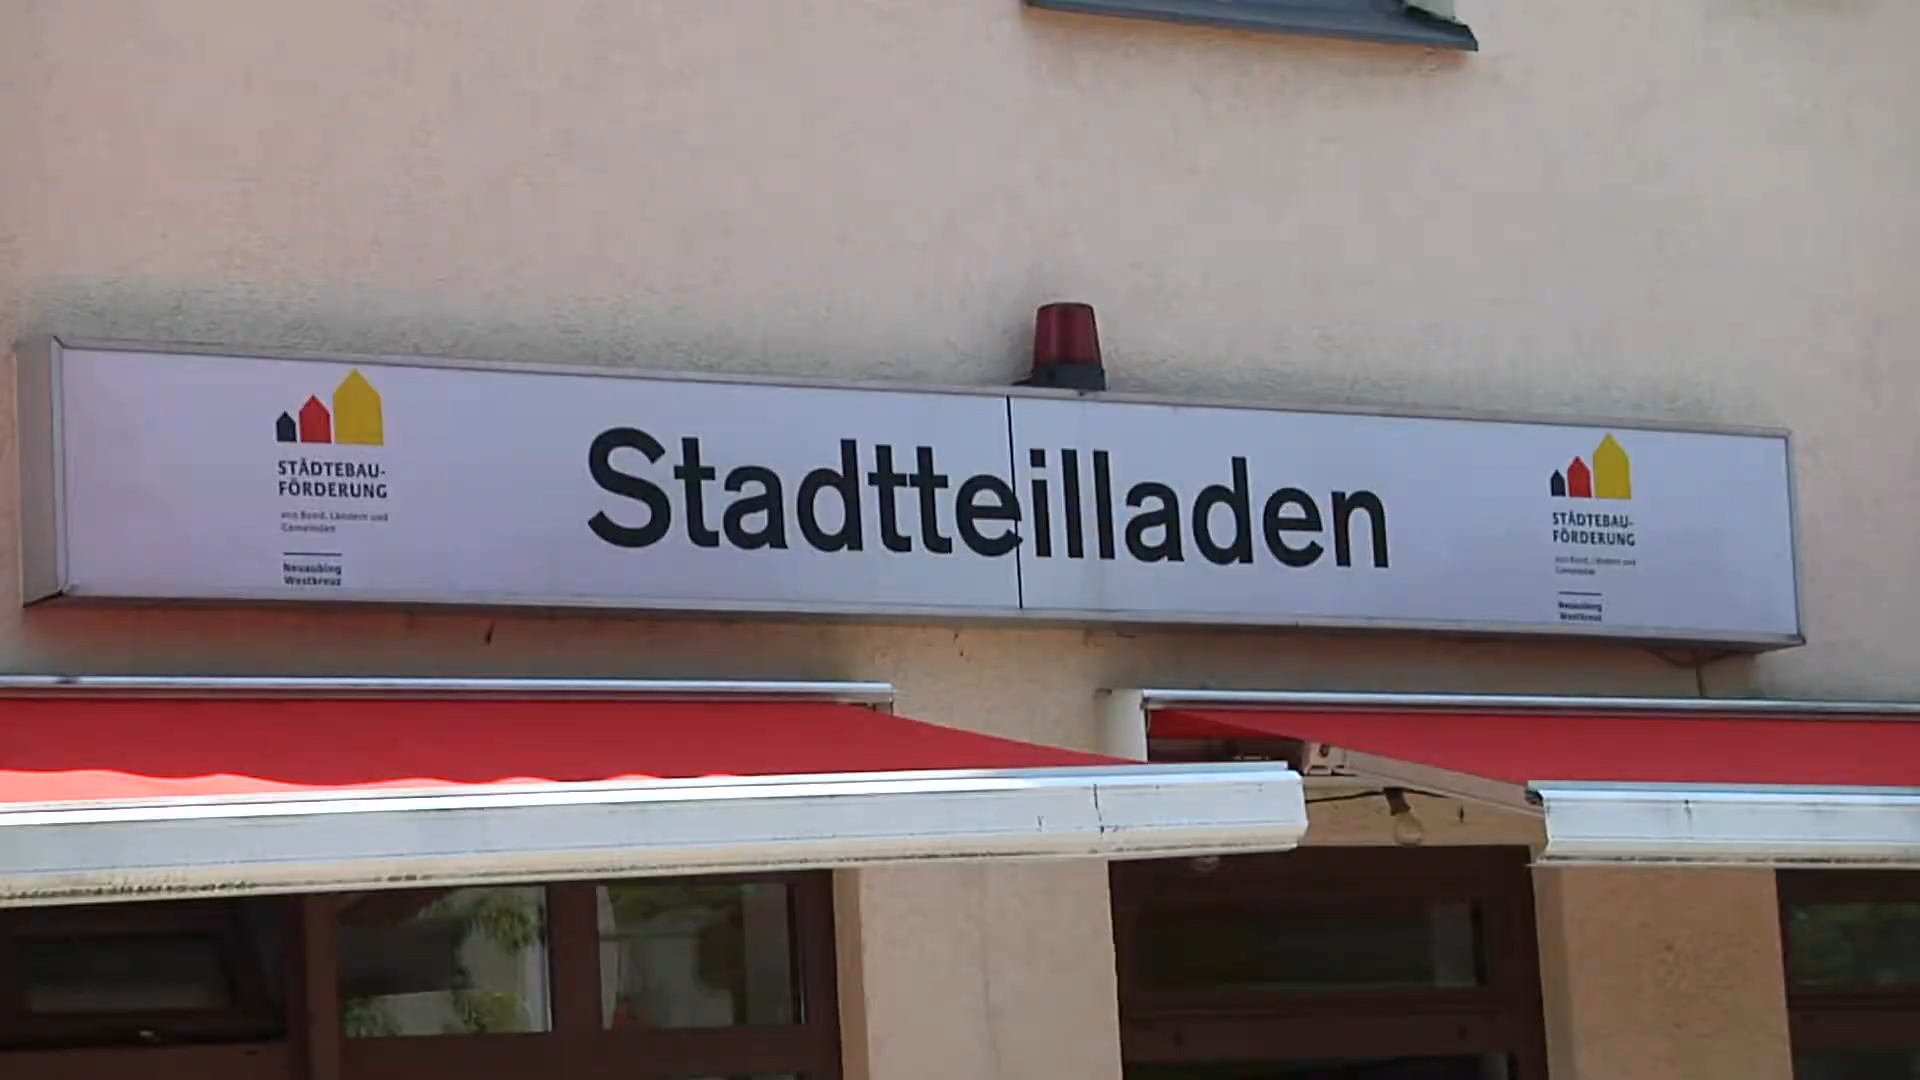 STÄDTEBAU-
FÖRDERUNG
von Bund, Ländern und
Gemeinden
Neuaubing
Westkreuz
Stadtteilladen
STÄDTEBAU-
FÖRDERUNG
von Bund, Ländern und
Gemeinden
Neuaubing
Westkreuz